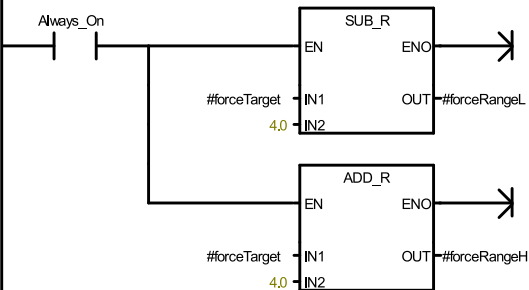 Always_On
SUB_R
EN ENO
#forceTarget IN1 OUT #forceRangeL
4.0 IN2
ADD_R
EN ENO
#forceTarget IN1 OUT #forceRangeH
4.0 IN2